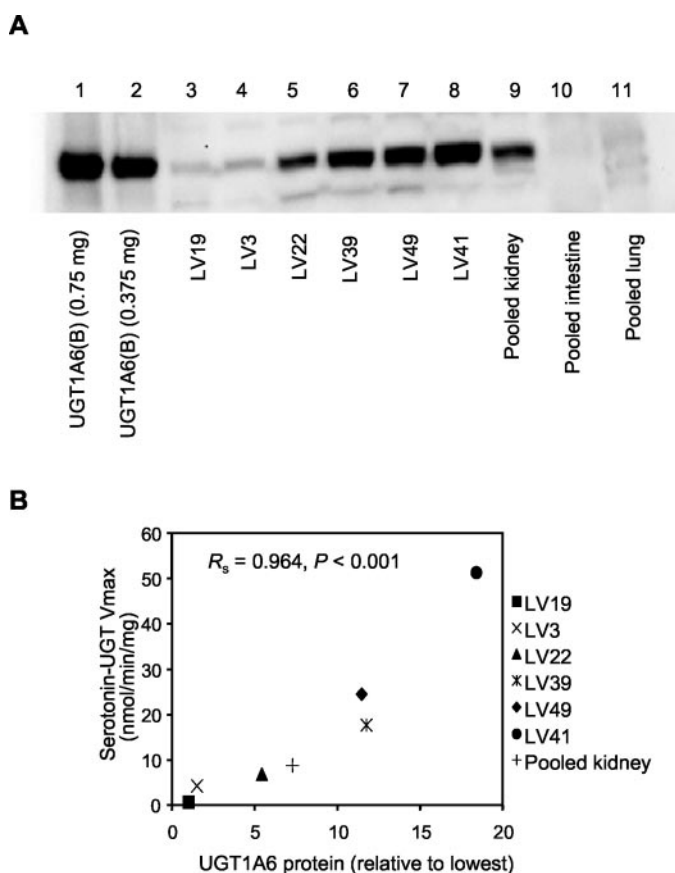 A
1 2 3 4 5 6 7 8 9 10 11
UGT1A6(B) (0.75 mg)
UGT1A6(B) (0.375 mg)
LV19
LV3
LV22
LV39
LV49
LV41
Pooled kidney
Pooled intestine
Pooled lung
B
Serotonin-UGT Vmax
(nmol/min/mg)
60
50
40
30
20
10
0
Rs = 0.964, P < 0.001
LV19
LV3
LV22
LV39
LV49
LV41
Pooled kidney
0 5 10 15 20
UGT1A6 protein (relative to lowest)